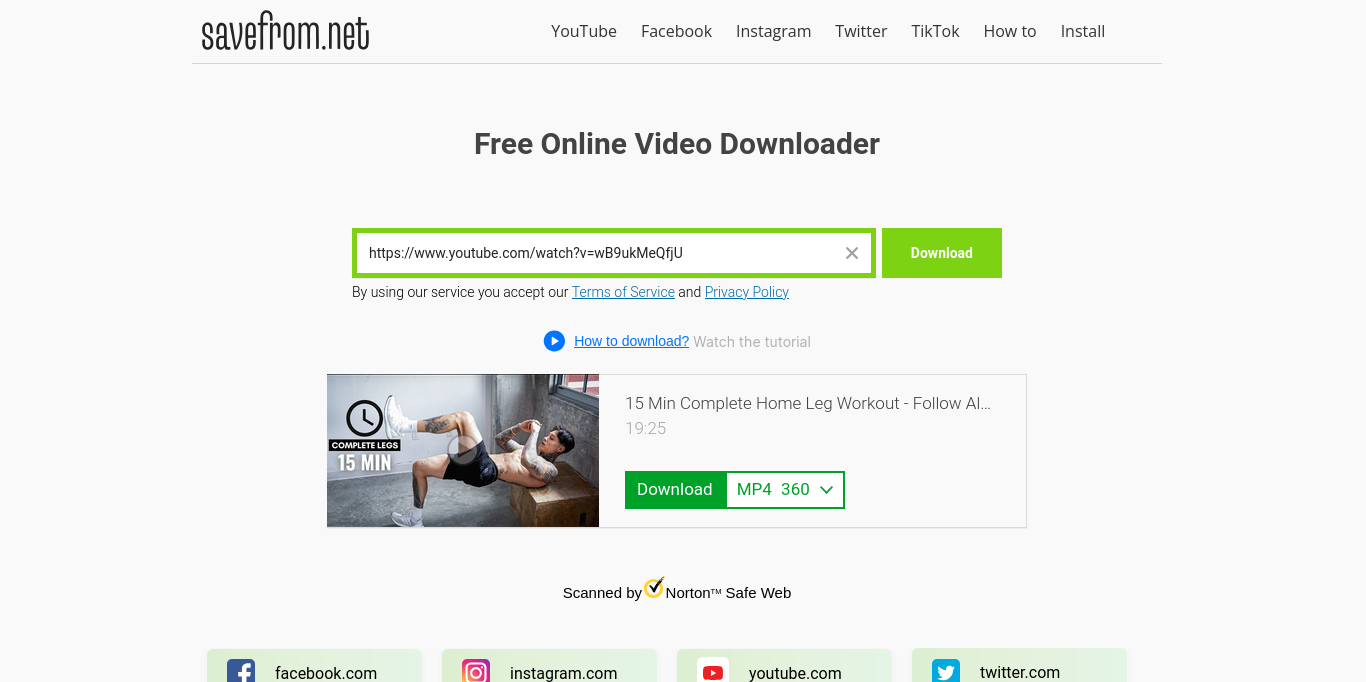 savefrom.net
YouTube Facebook Instagram Twitter TikTok How to Install
Free Online Video Downloader
https://www.youtube.com/watch?v=wB9ukMeQfjU
Download
By using our service you accept our Terms of Service and Privacy Policy
How to download? Watch the tutorial
COMPLETE LEGS
15 MIN
15 Min Complete Home Leg Workout - Follow Al...
19:25
Download MP4 360
Scanned by Norton™ Safe Web
facebook.com
instagram.com
youtube.com
twitter.com